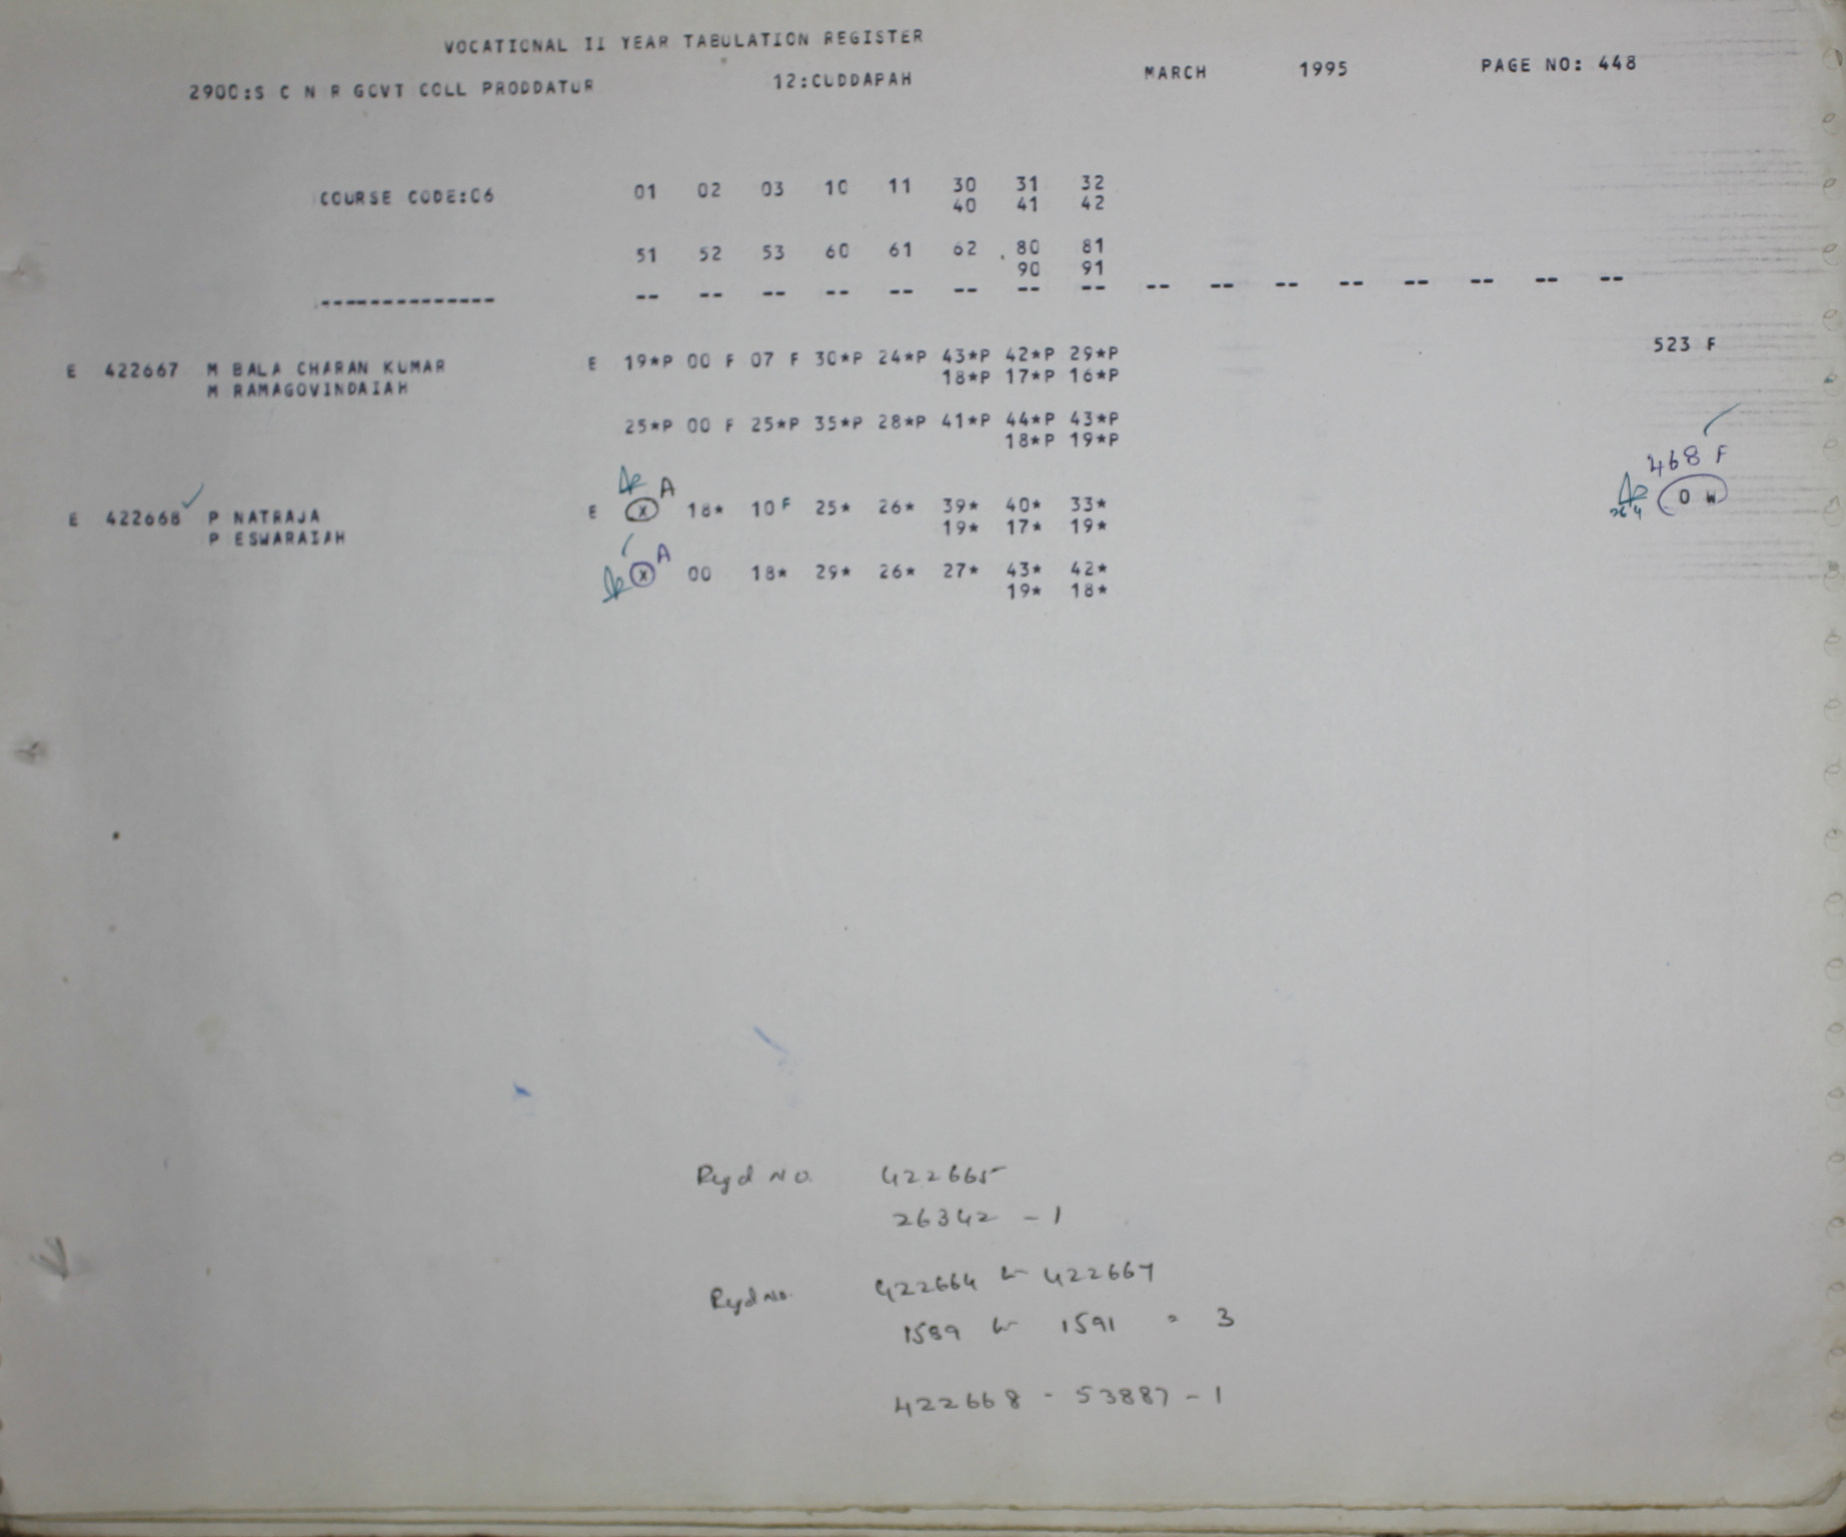 VOCATIONAL II YEAR TABULATION REGISTER
2900:S C N R GOVT COLL PRODDATUR 12:CUDDAPAH MARCH 1995 PAGE NO: 448
COURSE CODE:C6 01 02 03 10 11 30 31 32
40 41 42
51 52 53 60 61 62 80 81
90 91
-------------- -- -- -- -- -- -- -- -- -- -- -- -- -- -- -- --
E 422667 M BALA CHARAN KUMAR E 19*P 00 F 07 F 30*P 24*P 43*P 42*P 29*P 523 F
M RAMAGOVINDAIAH 18*P 17*P 16*P
25*P 00 F 25*P 35*P 28*P 41*P 44*P 43*P
18*P 19*P
468 F
E 422668 P NATRAJA E X A 18* 10 F 25* 26* 39* 40* 33* O W
P ESWARAIAH 19* 17* 19*
X A 00 18* 29* 26* 27* 43* 42*
19* 18*
Regd No. 422665
26342 - 1
Regd No. 422664 to 422667
1589 to 1591 = 3
422668 - 53887 - 1